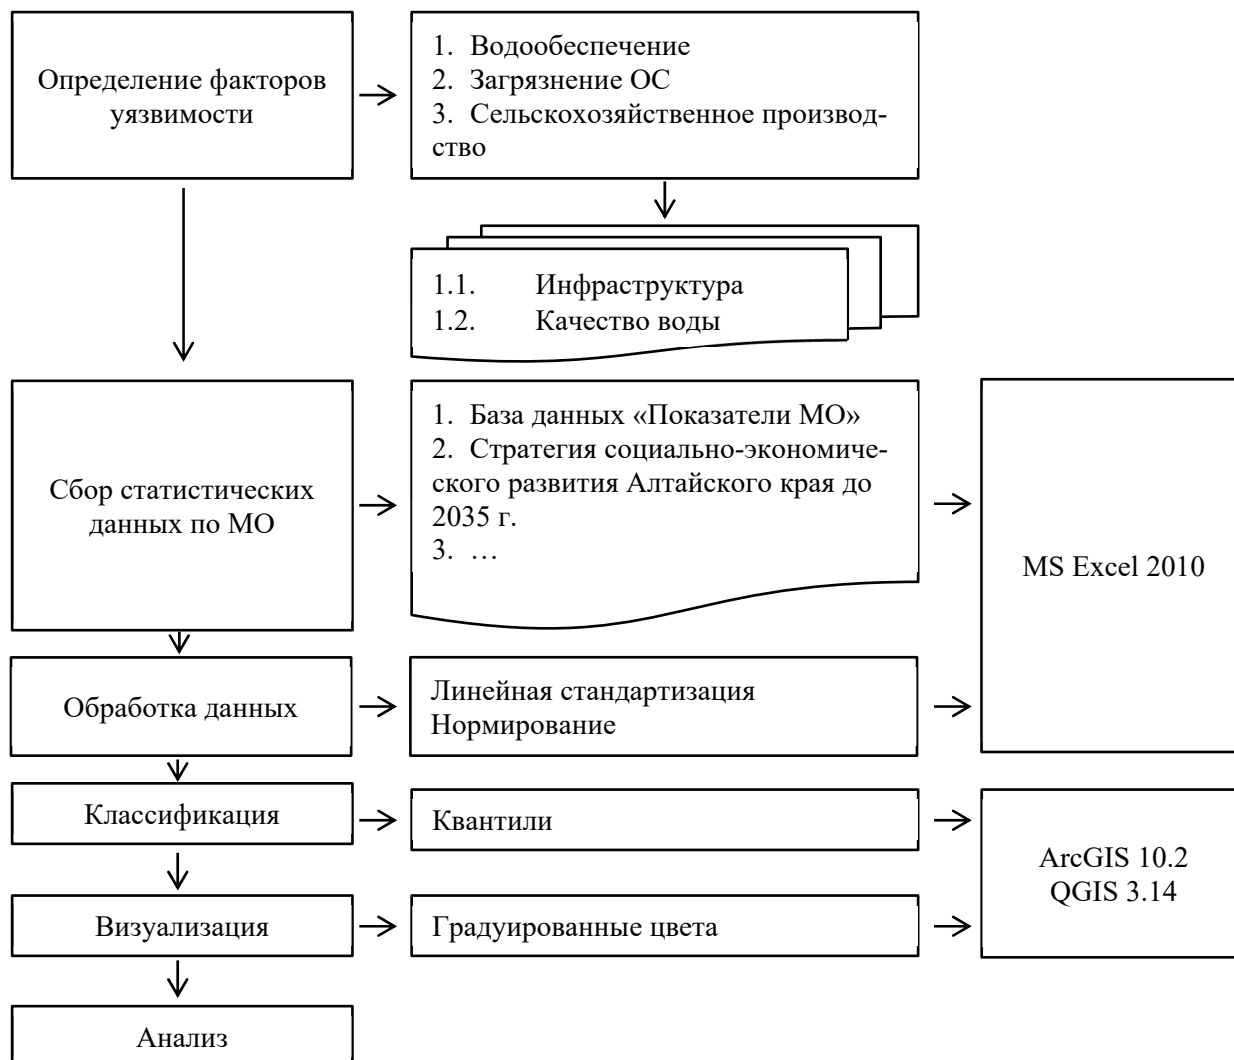 Определение факторов
уязвимости
1. Водообеспечение
2. Загрязнение ОС
3. Сельскохозяйственное производ-
ство
1.1. Инфраструктура
1.2. Качество воды
Сбор статистических
данных по МО
1. База данных «Показатели МО»
2. Стратегия социально-экономиче-
ского развития Алтайского края до
2035 г.
3. …
MS Excel 2010
Обработка данных
Линейная стандартизация
Нормирование
Классификация
Квантили
ArcGIS 10.2
QGIS 3.14
Визуализация
Градуированные цвета
Анализ